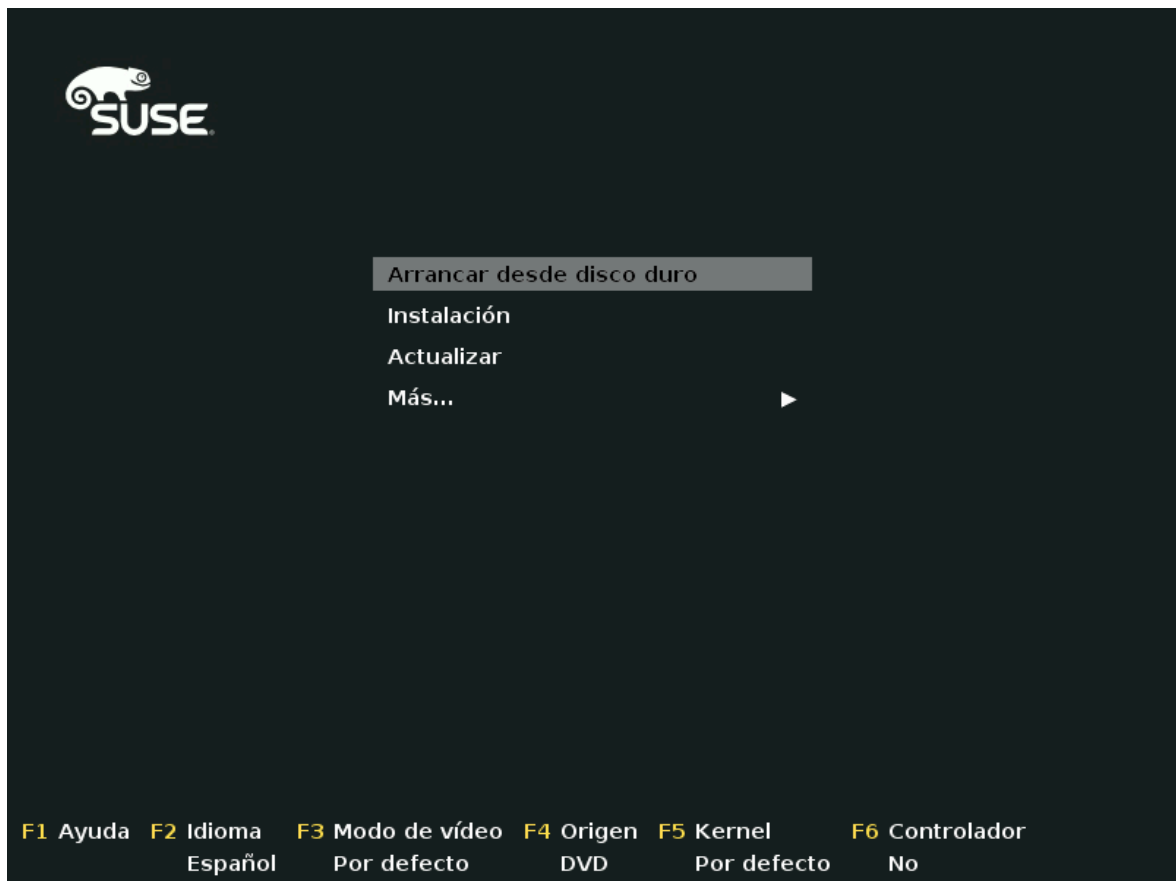 SUSE
Arrancar desde disco duro
Instalación
Actualizar
Más...
F1 Ayuda F2 Idioma F3 Modo de vídeo F4 Origen F5 Kernel F6 Controlador
Español Por defecto DVD Por defecto No